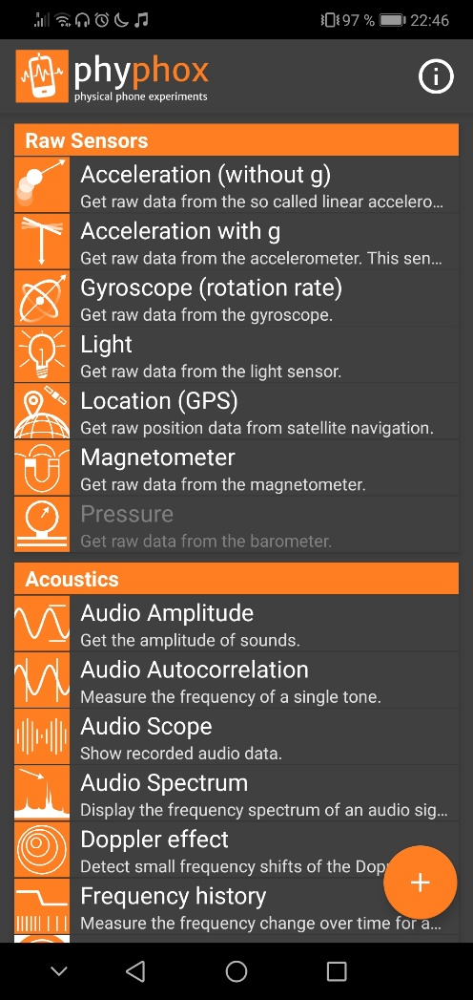 97 % 22:46
phyphox
physical phone experiments
Raw Sensors
Acceleration (without g)
Get raw data from the so called linear accelero...
Acceleration with g
Get raw data from the accelerometer. This sen...
Gyroscope (rotation rate)
Get raw data from the gyroscope.
Light
Get raw data from the light sensor.
Location (GPS)
Get raw position data from satellite navigation.
Magnetometer
Get raw data from the magnetometer.
Pressure
Get raw data from the barometer.
Acoustics
Audio Amplitude
Get the amplitude of sounds.
Audio Autocorrelation
Measure the frequency of a single tone.
Audio Scope
Show recorded audio data.
Audio Spectrum
Display the frequency spectrum of an audio sig...
Doppler effect
Detect small frequency shifts of the Dop
Frequency history
Measure the frequency change over time for a...